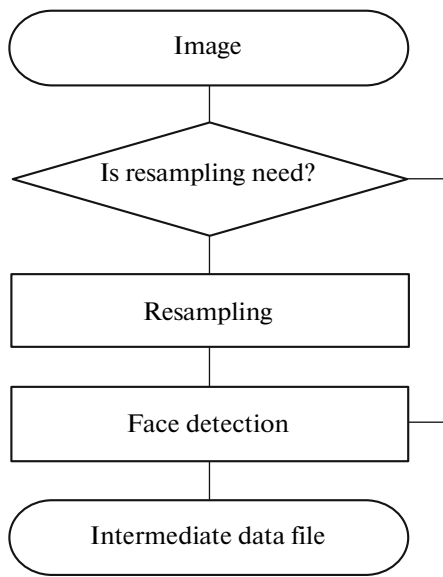 Image
Is resampling need?
Resampling
Face detection
Intermediate data file